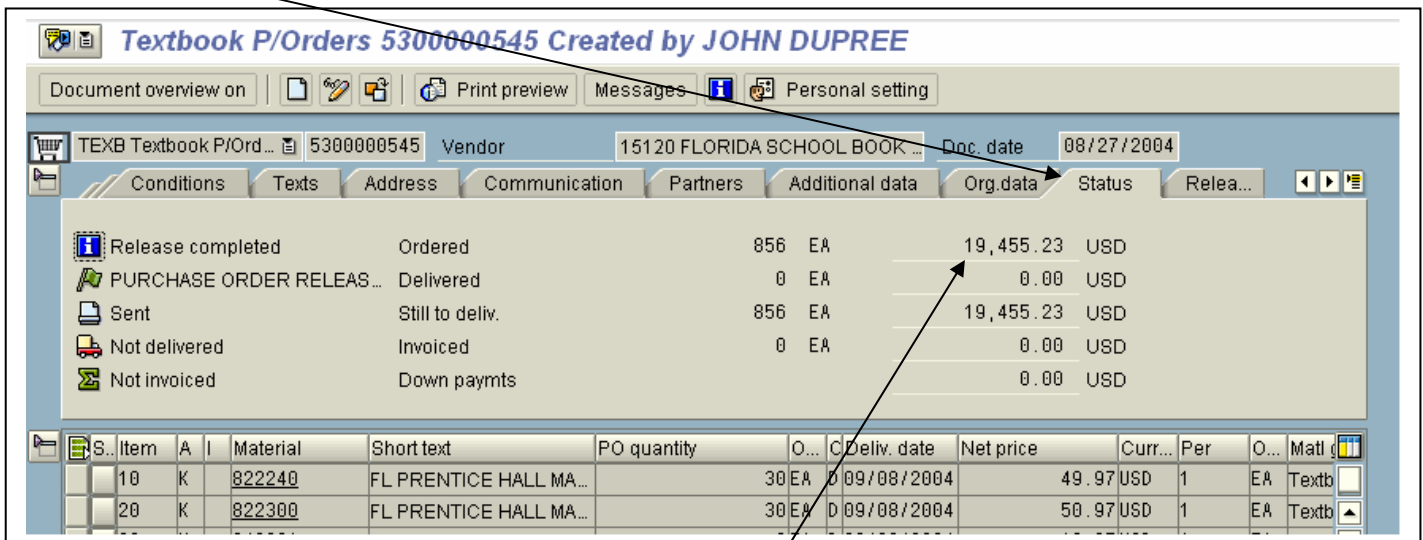 Textbook P/Orders 5300000545 Created by JOHN DUPREE
Document overview on Print preview Messages Personal setting
TEXB Textbook P/Ord... 5300000545 Vendor 15120 FLORIDA SCHOOL BOOK ... Doc. date 08/27/2004
Conditions Texts Address Communication Partners Additional data Org.data Status Relea...
Release completed Ordered 856 EA 19,455.23 USD
PURCHASE ORDER RELEAS... Delivered 0 EA 0.00 USD
Sent Still to deliv. 856 EA 19,455.23 USD
Not delivered Invoiced 0 EA 0.00 USD
Not invoiced Down paymts 0.00 USD
S.. Item A I Material Short text PO quantity O... C Deliv. date Net price Curr... Per O... Matl g
10 K 822240 FL PRENTICE HALL MA... 30 EA D 09/08/2004 49.97 USD 1 EA Textb
20 K 822300 FL PRENTICE HALL MA... 30 EA D 09/08/2004 50.97 USD 1 EA Textb